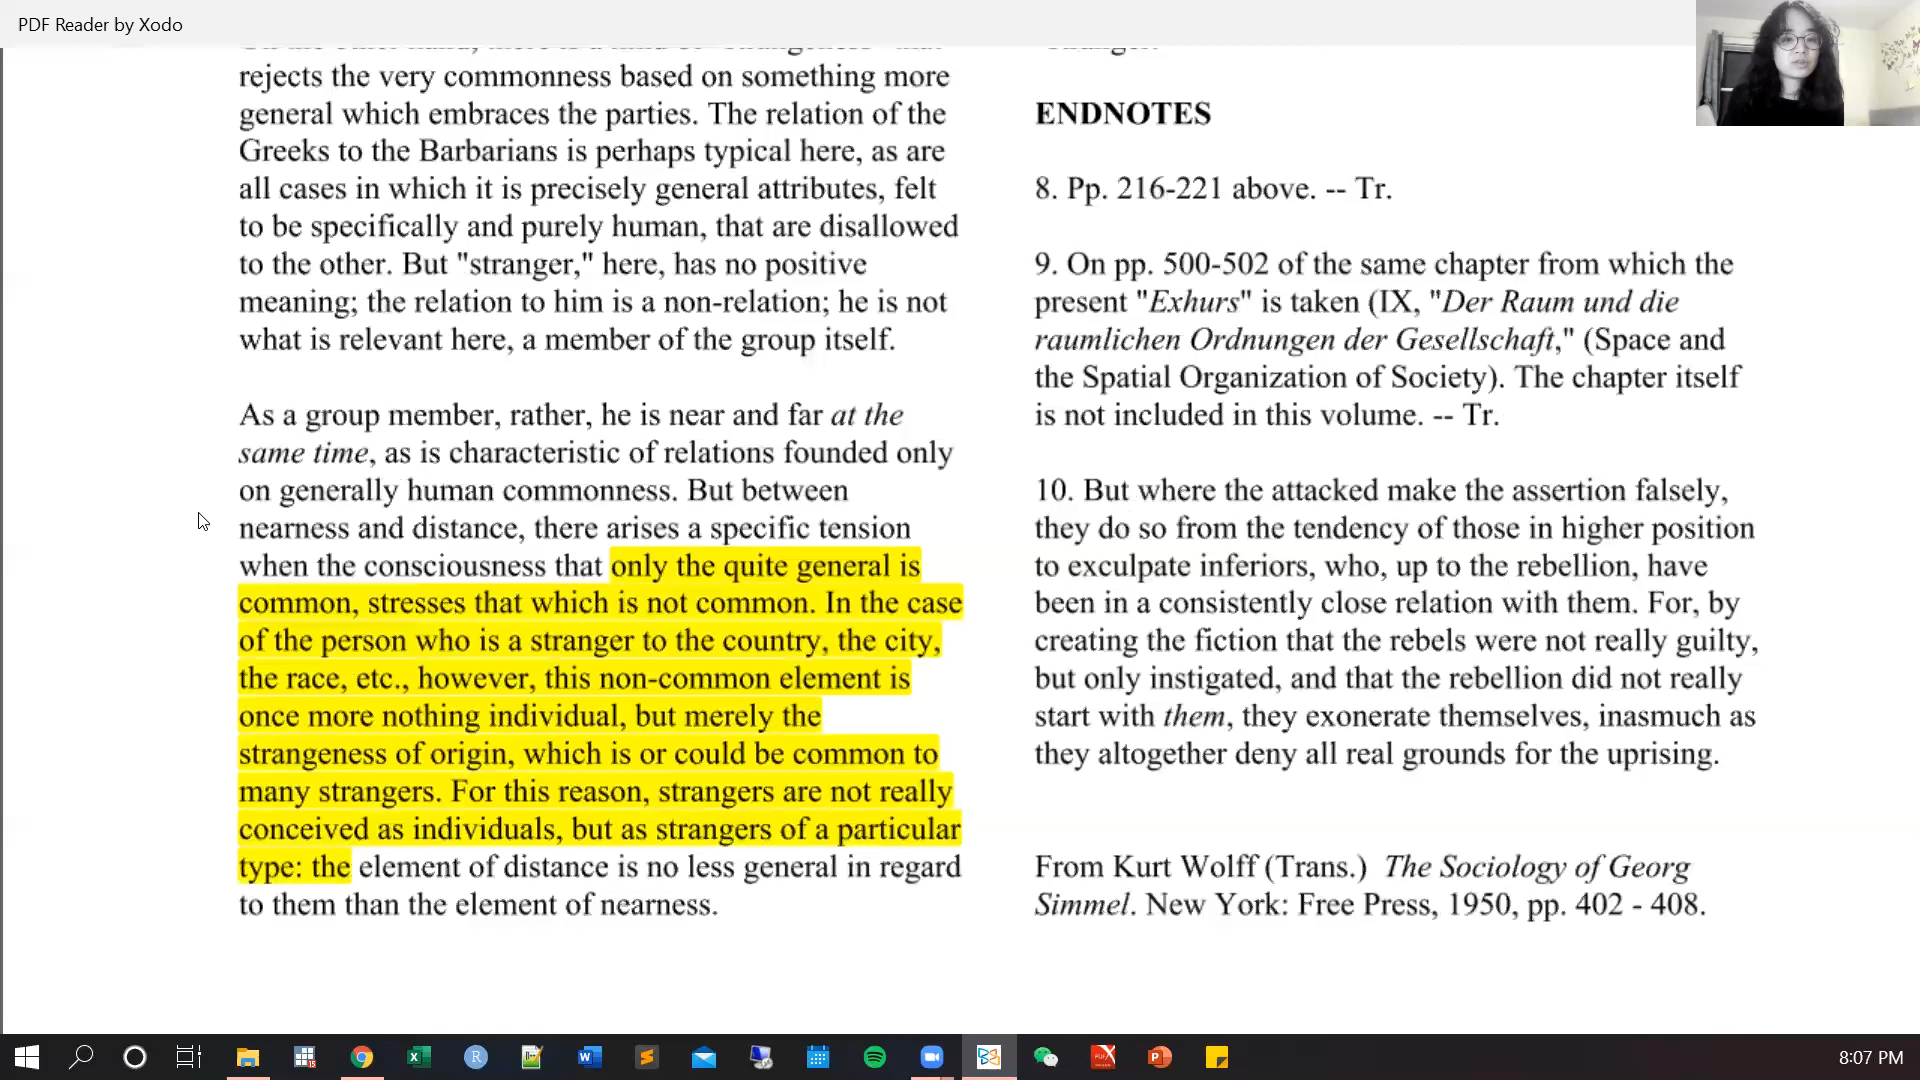 PDF Reader by Xodo
rejects the very commonness based on something more
general which embraces the parties. The relation of the
Greeks to the Barbarians is perhaps typical here, as are
all cases in which it is precisely general attributes, felt
to be specifically and purely human, that are disallowed
to the other. But "stranger," here, has no positive
meaning; the relation to him is a non-relation; he is not
what is relevant here, a member of the group itself.
As a group member, rather, he is near and far at the
same time, as is characteristic of relations founded only
on generally human commonness. But between
nearness and distance, there arises a specific tension
when the consciousness that only the quite general is
common, stresses that which is not common. In the case
of the person who is a stranger to the country, the city,
the race, etc., however, this non-common element is
once more nothing individual, but merely the
strangeness of origin, which is or could be common to
many strangers. For this reason, strangers are not really
conceived as individuals, but as strangers of a particular
type: the element of distance is no less general in regard
to them than the element of nearness.
ENDNOTES
8. Pp. 216-221 above. -- Tr.
9. On pp. 500-502 of the same chapter from which the
present "Exhurs" is taken (IX, "Der Raum und die
raumlichen Ordnungen der Gesellschaft," (Space and
the Spatial Organization of Society). The chapter itself
is not included in this volume. -- Tr.
10. But where the attacked make the assertion falsely,
they do so from the tendency of those in higher position
to exculpate inferiors, who, up to the rebellion, have
been in a consistently close relation with them. For, by
creating the fiction that the rebels were not really guilty,
but only instigated, and that the rebellion did not really
start with them, they exonerate themselves, inasmuch as
they altogether deny all real grounds for the uprising.
From Kurt Wolff (Trans.) The Sociology of Georg
Simmel. New York: Free Press, 1950, pp. 402 - 408.
8:07 PM